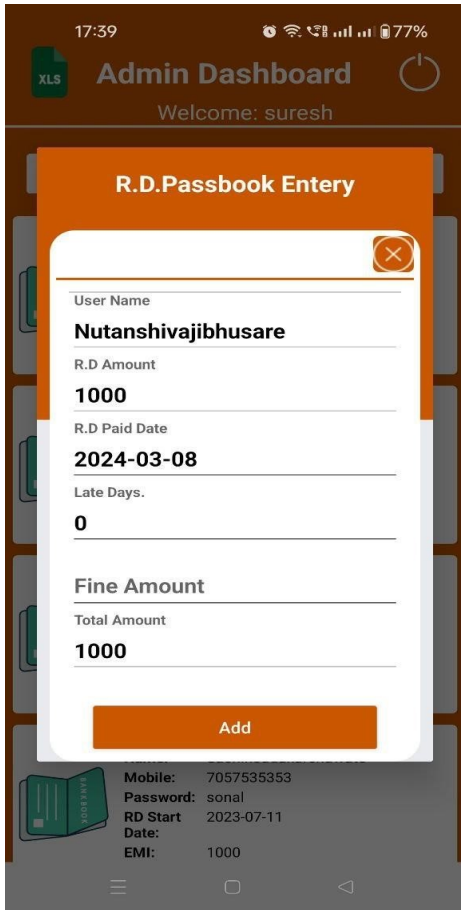 17:39
77%
XLS
Admin Dashboard
Welcome: suresh
R.D.Passbook Entery
User Name
Nutanshivajibhusare
R.D Amount
1000
R.D Paid Date
2024-03-08
Late Days.
0
Fine Amount
Total Amount
1000
Add
BANK BOOK
Mobile: 7057535353
Password: sonal
RD Start Date: 2023-07-11
EMI: 1000